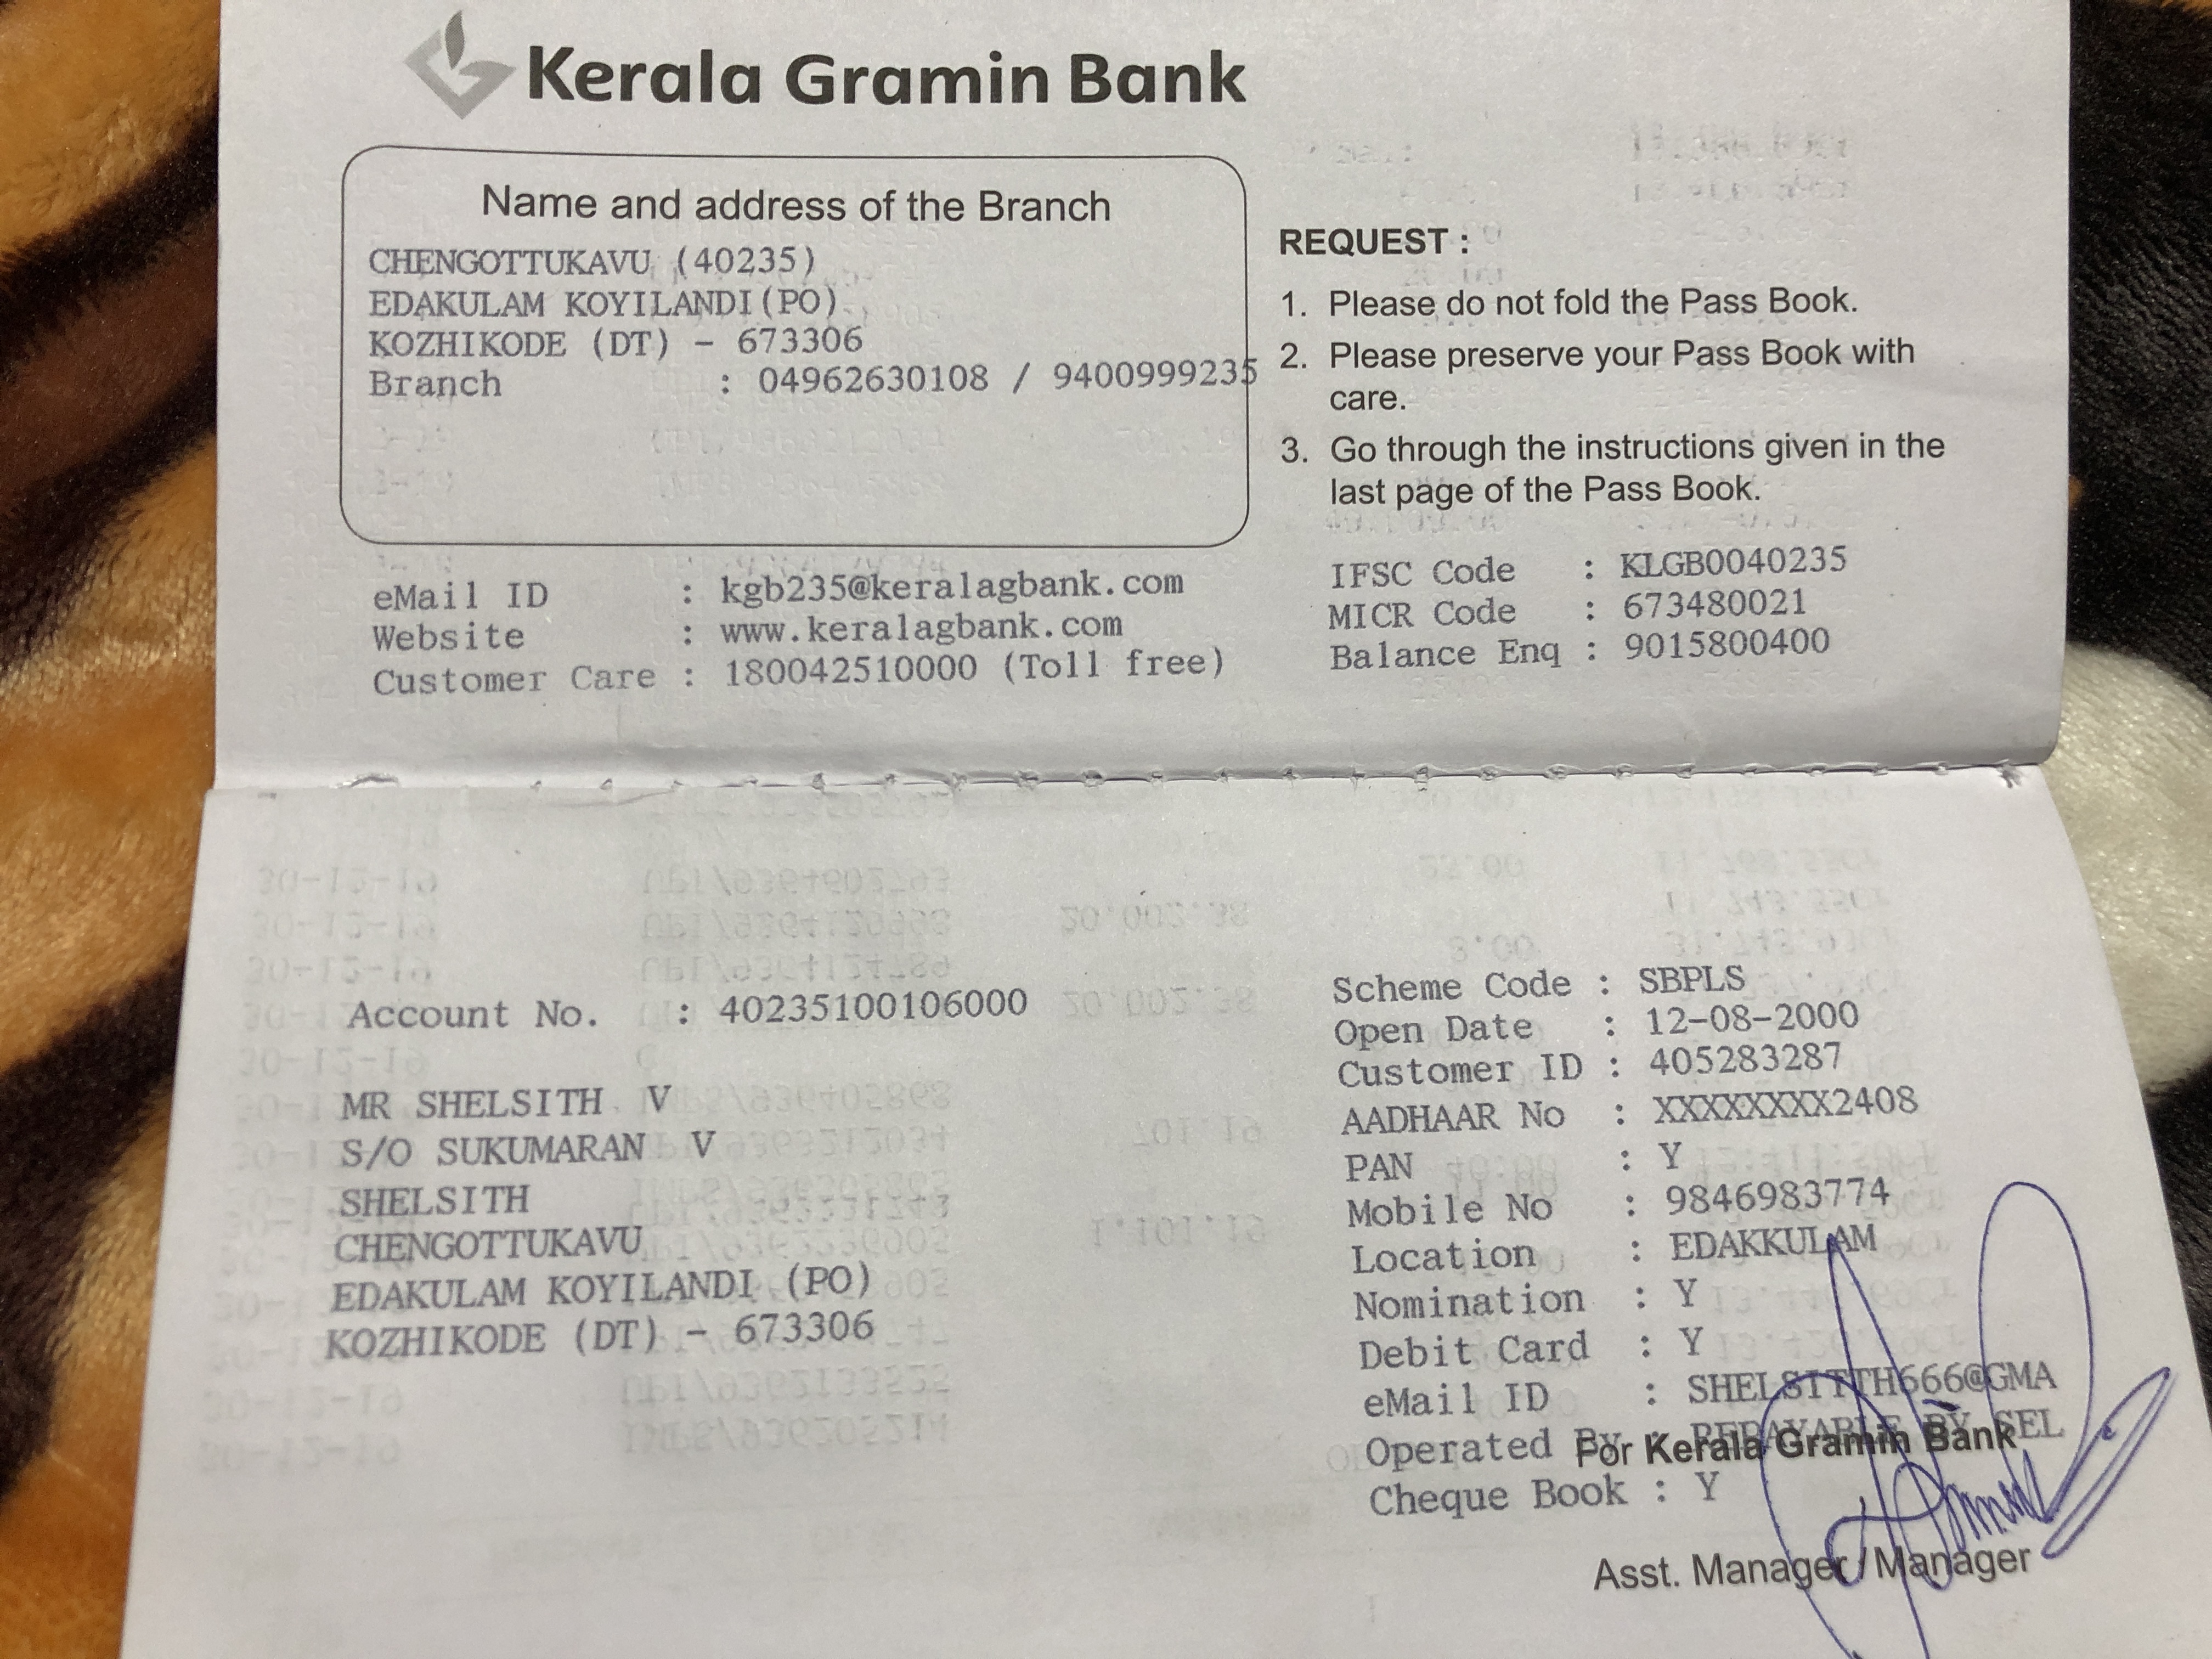 Kerala Gramin Bank
Name and address of the Branch
CHENGOTTUKAVU (40235)
EDAKULAM KOYILANDI(PO)
KOZHIKODE (DT) - 673306
Branch : 04962630108 / 9400999235
REQUEST :
1. Please do not fold the Pass Book.
2. Please preserve your Pass Book with
care.
3. Go through the instructions given in the
last page of the Pass Book.
eMail ID : kgb235@keralagbank.com
Website : www.keralagbank.com
Customer Care : 180042510000 (Toll free)
IFSC Code : KLGB0040235
MICR Code : 673480021
Balance Enq : 9015800400
Account No. : 40235100106000
MR SHELSITH V
S/O SUKUMARAN V
SHELSITH
CHENGOTTUKAVU
EDAKULAM KOYILANDI (PO)
KOZHIKODE (DT) - 673306
Scheme Code : SBPLS
Open Date : 12-08-2000
Customer ID : 405283287
AADHAAR No : XXXXXXXX2408
PAN : Y
Mobile No : 9846983774
Location : EDAKKULAM
Nomination : Y
Debit Card : Y
eMail ID : SHELSITTH666@GMA
Operated BY : REPAYABLE BY SEL
Cheque Book : Y
For Kerala Gramin Bank
Asst. Manager/Manager